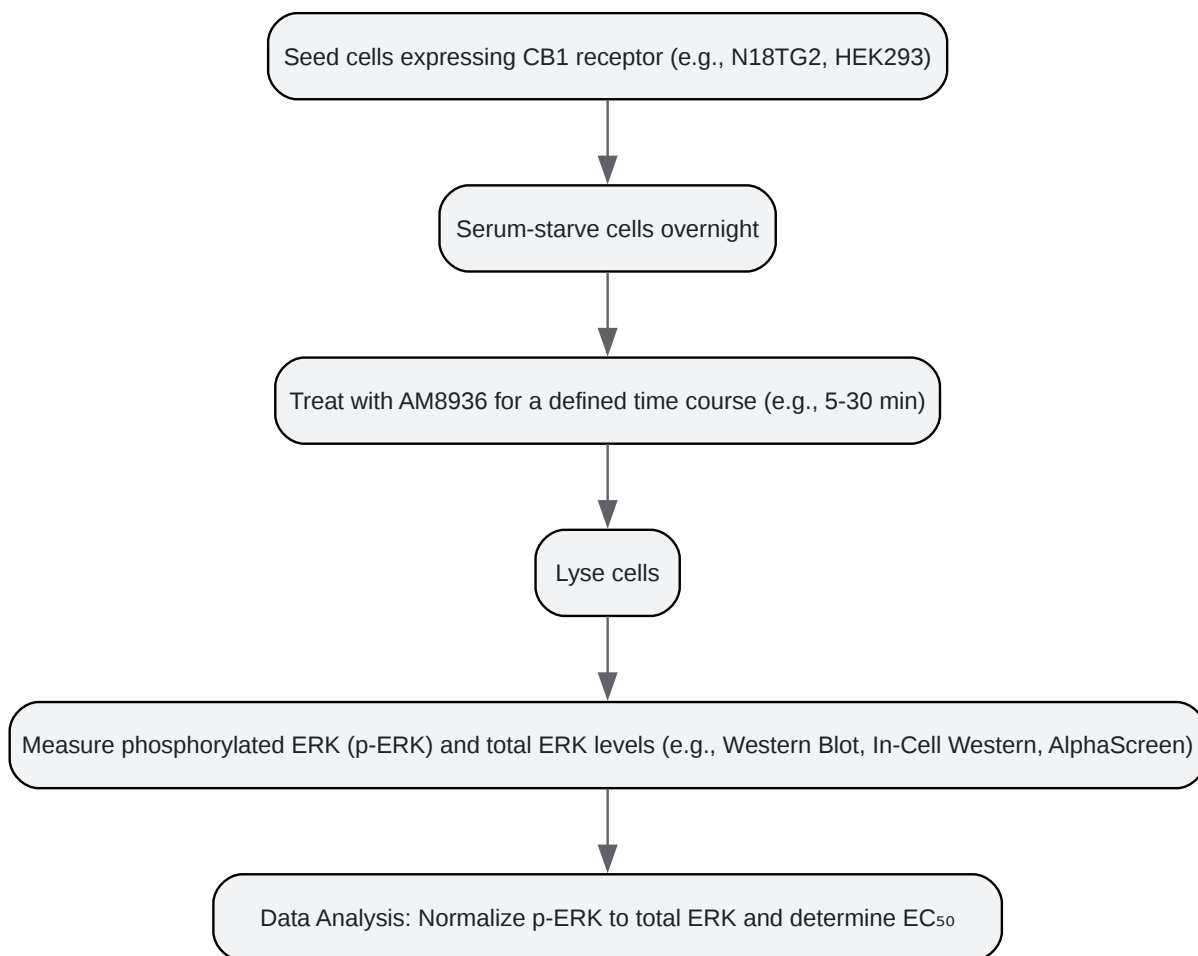 Seed cells expressing CB1 receptor (e.g., N18TG2, HEK293)
Serum-starve cells overnight
Treat with AM8936 for a defined time course (e.g., 5-30 min)
Lyse cells
Measure phosphorylated ERK (p-ERK) and total ERK levels (e.g., Western Blot, In-Cell Western, AlphaScreen)
Data Analysis: Normalize p-ERK to total ERK and determine EC₅₀